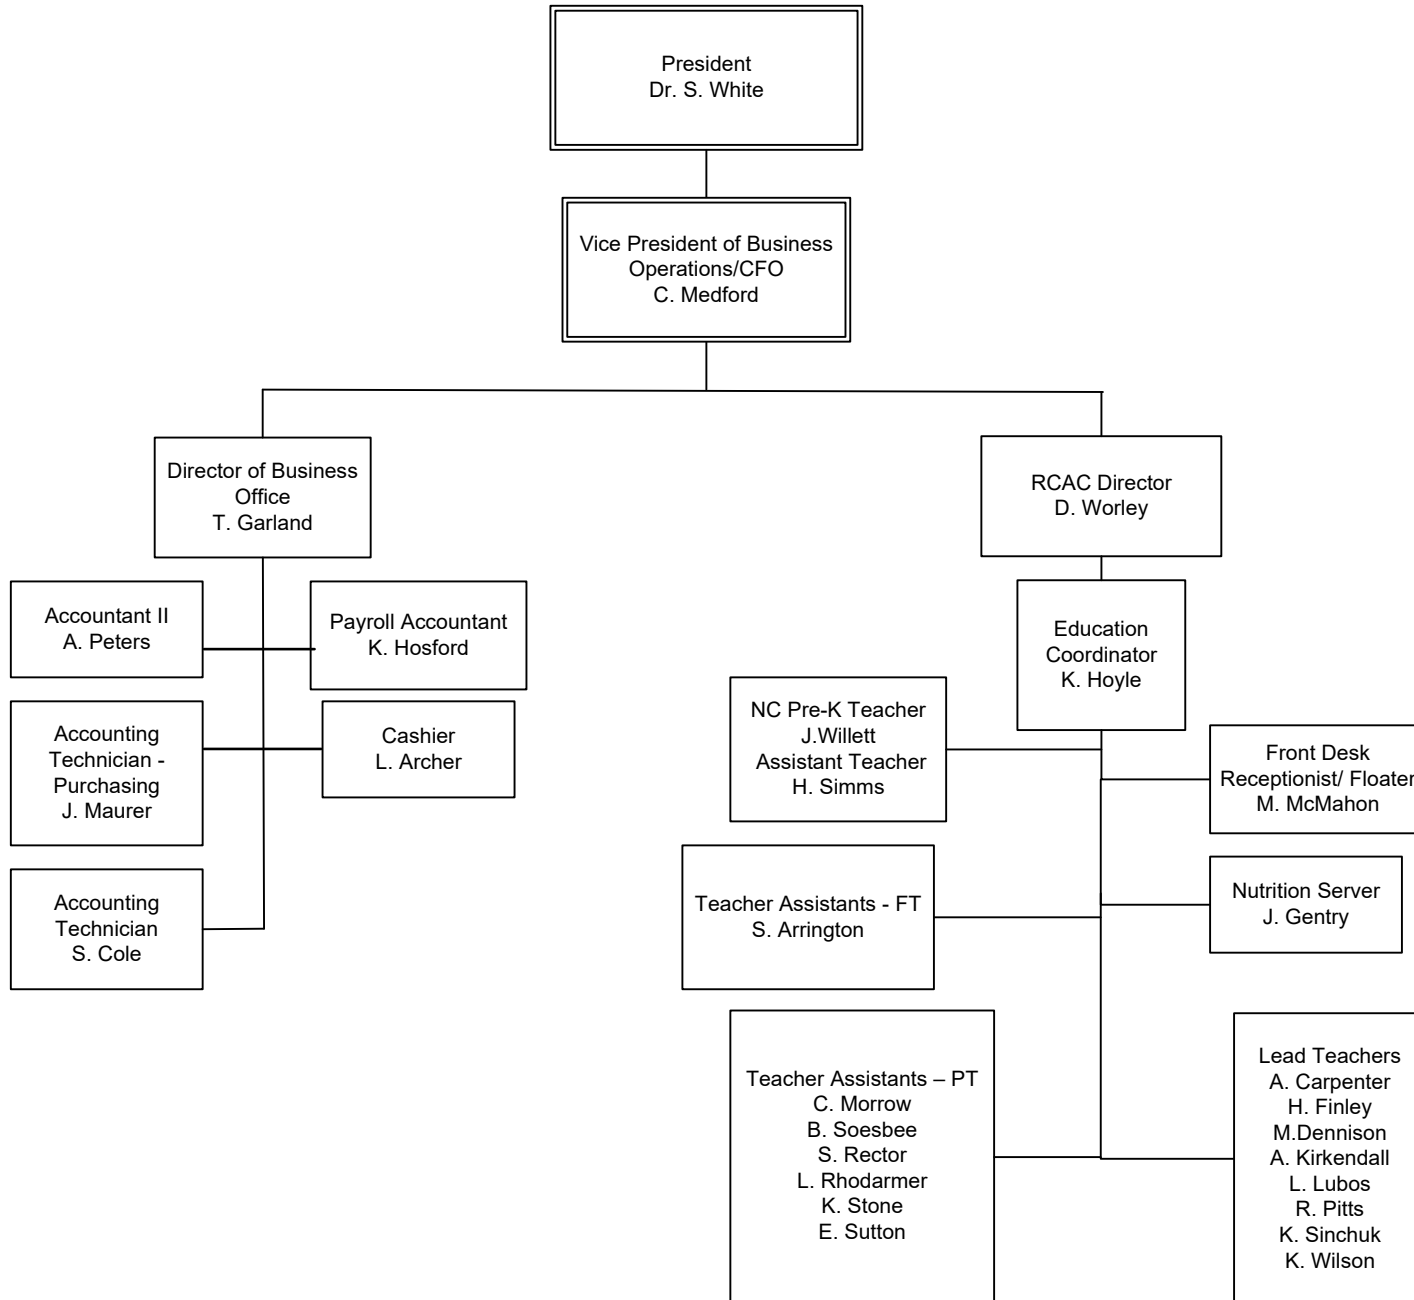 President
Dr. S. White
Vice President of Business
Operations/CFO
C. Medford
Director of Business
Office
T. Garland
RCAC Director
D. Worley
Accountant II
A. Peters
Payroll Accountant
K. Hosford
Education
Coordinator
K. Hoyle
Accounting
Technician -
Purchasing
J. Maurer
Cashier
L. Archer
NC Pre-K Teacher
J.Willett
Assistant Teacher
H. Simms
Front Desk
Receptionist/ Floater
M. McMahon
Accounting
Technician
S. Cole
Teacher Assistants - FT
S. Arrington
Nutrition Server
J. Gentry
Teacher Assistants – PT
C. Morrow
B. Soesbee
S. Rector
L. Rhodarmer
K. Stone
E. Sutton
Lead Teachers
A. Carpenter
H. Finley
M.Dennison
A. Kirkendall
L. Lubos
R. Pitts
K. Sinchuk
K. Wilson